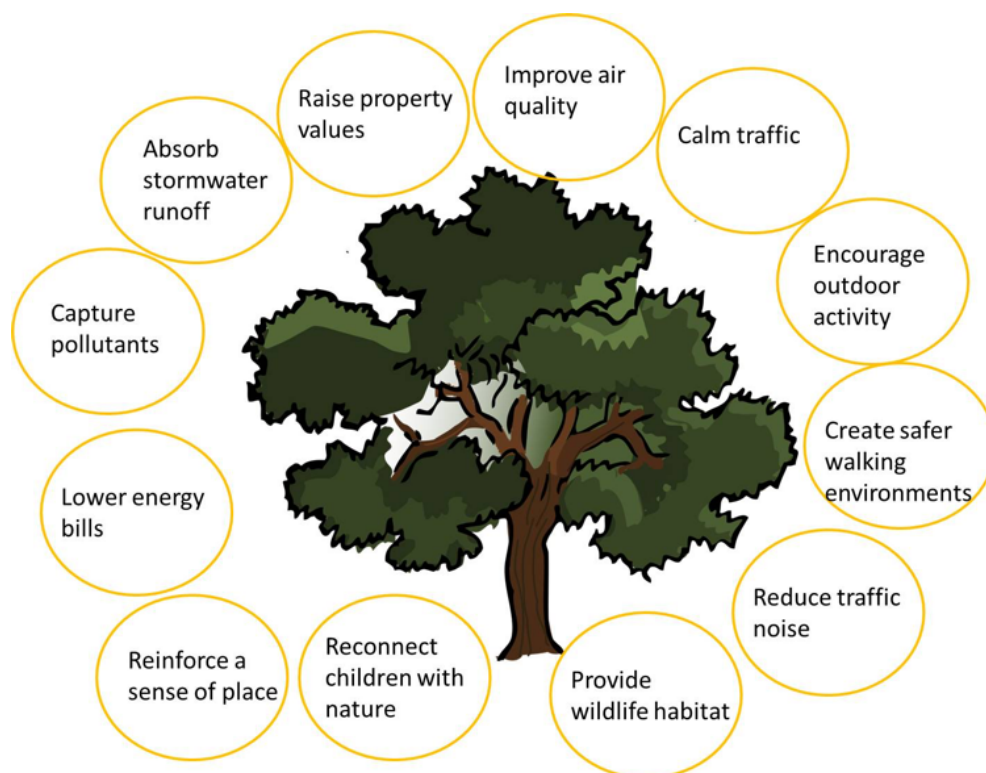 Improve air
quality
Calm traffic
Encourage
outdoor
activity
Create safer
walking
environments
Reduce traffic
noise
Provide
wildlife habitat
Reconnect
children with
nature
Reinforce a
sense of place
Lower energy
bills
Capture
pollutants
Absorb
stormwater
runoff
Raise property
values